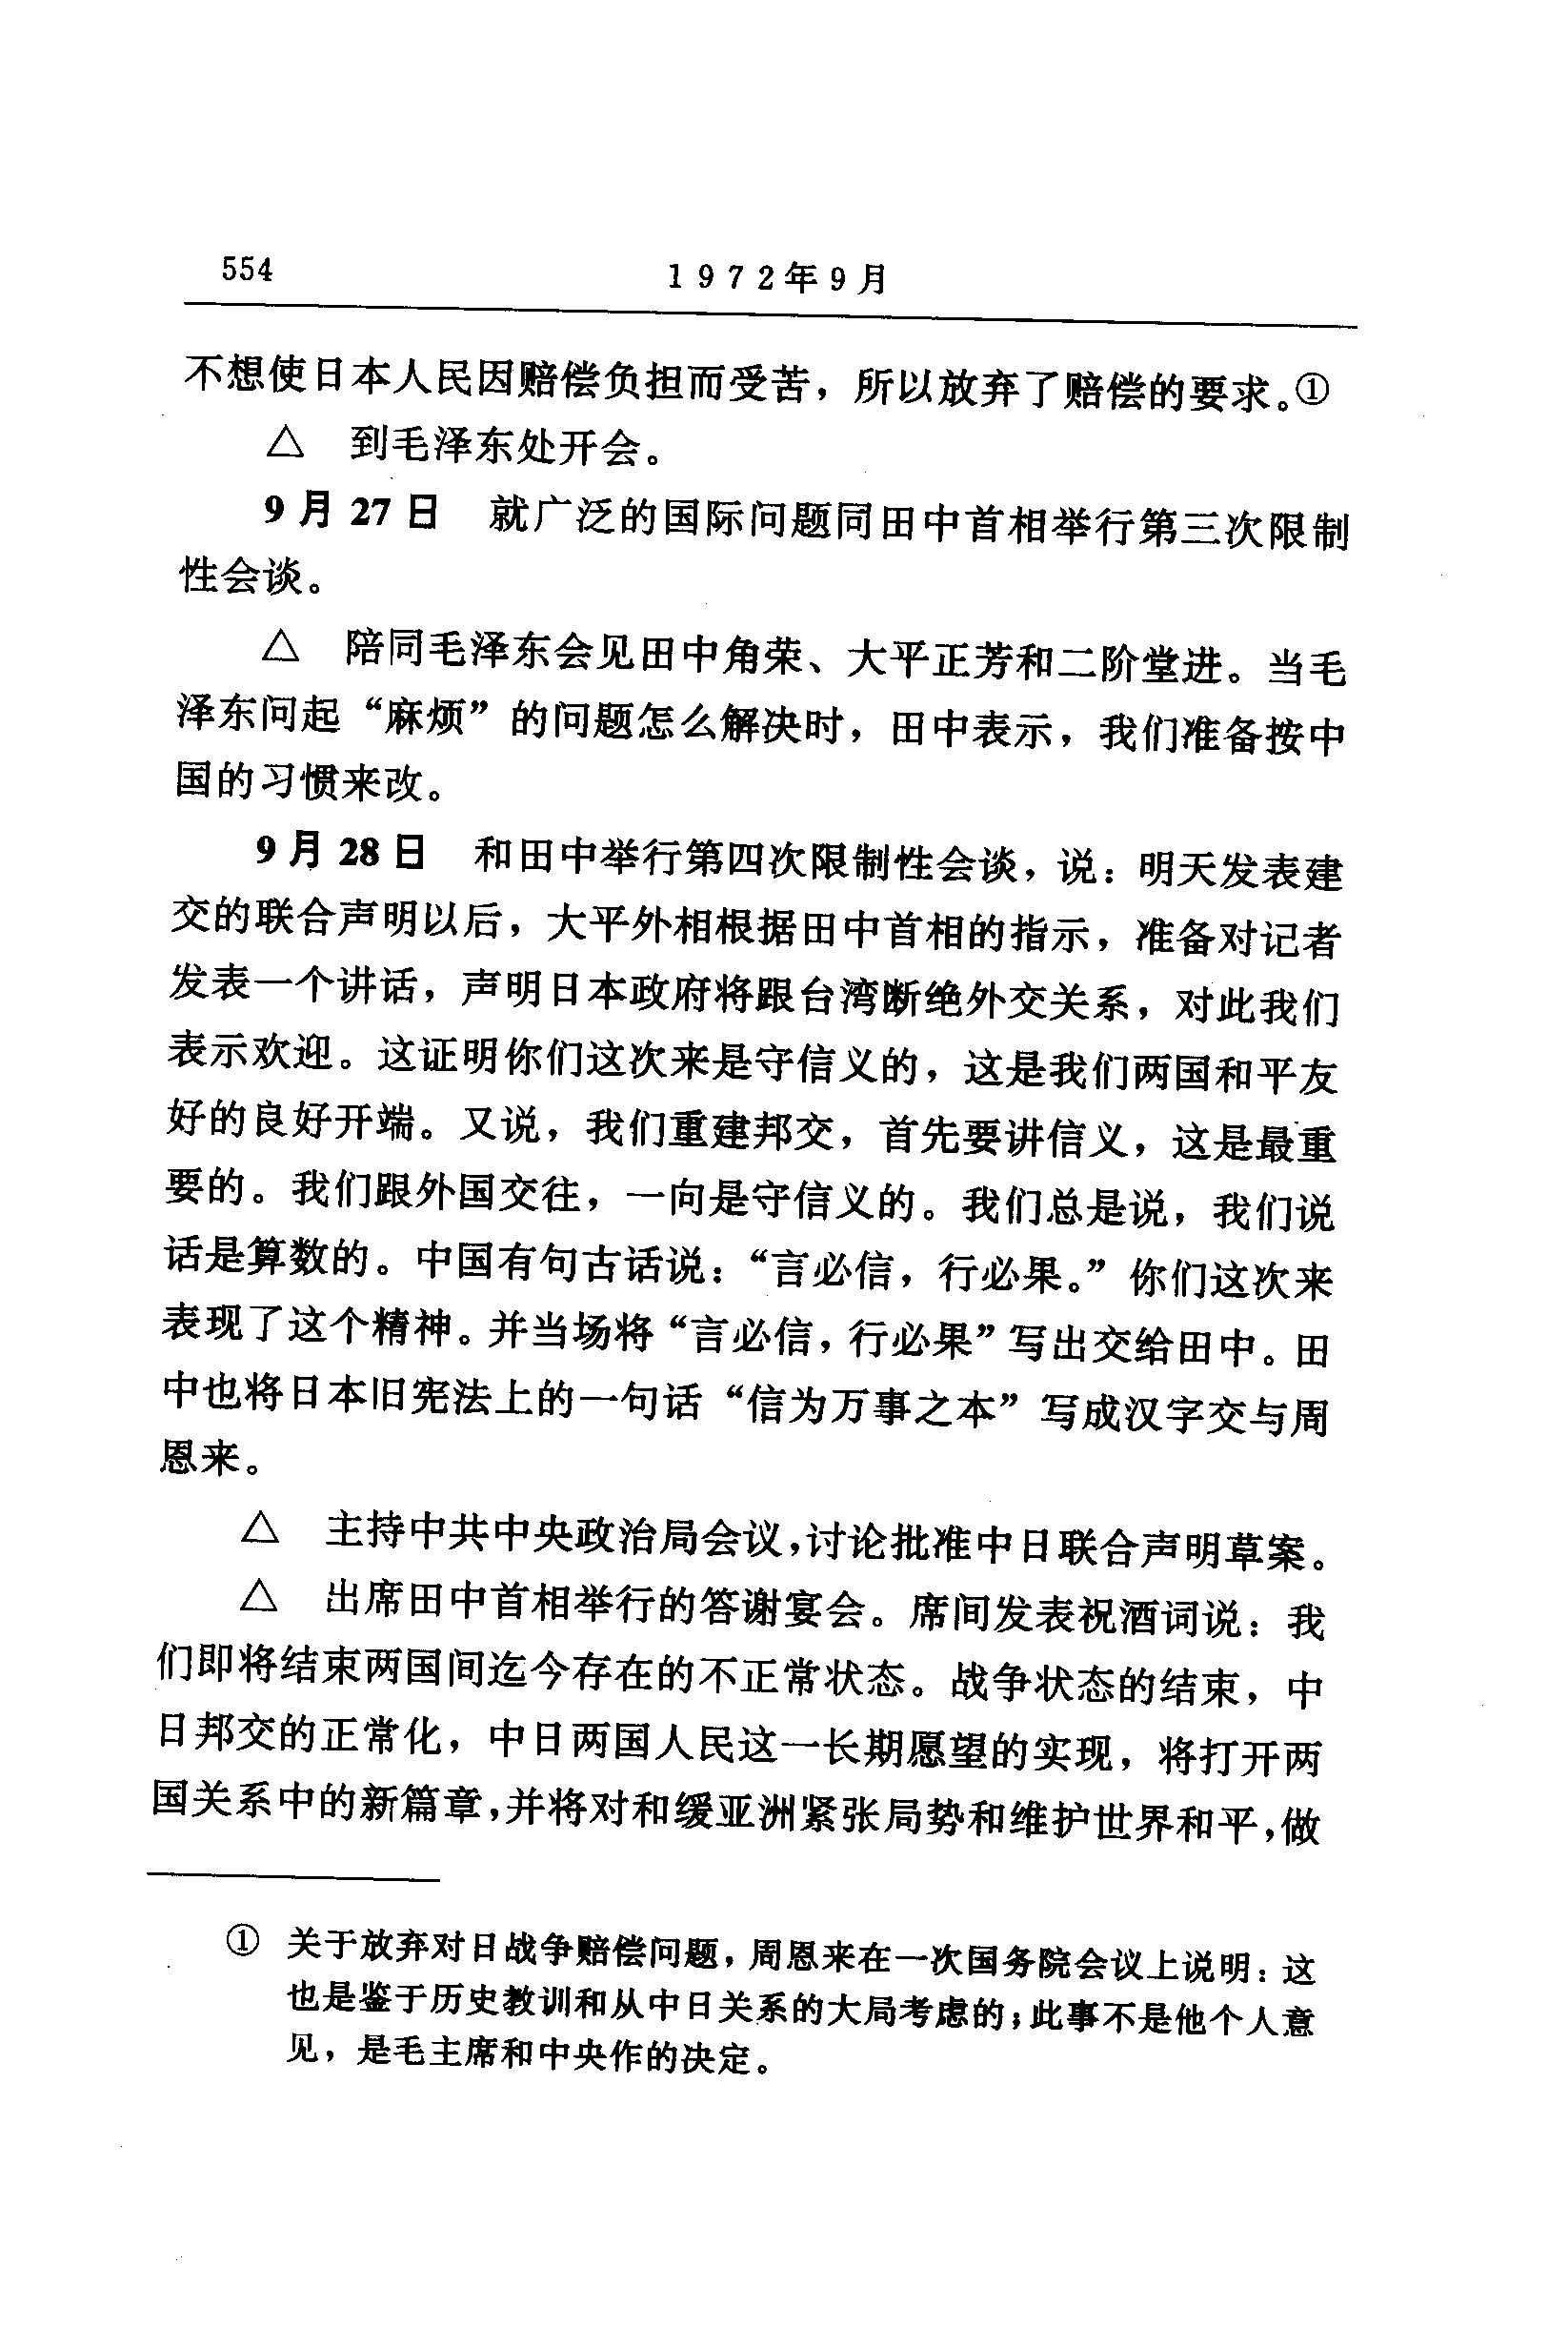 554
1972年9月
不想使日本人民因赔偿负担而受苦，所以放弃了赔偿的要求。①
△ 到毛泽东处开会。
9月27日 就广泛的国际问题同田中首相举行第三次限制
性会谈。
△ 陪同毛泽东会见田中角荣、大平正芳和二阶堂进。当毛
泽东问起“麻烦”的问题怎么解决时，田中表示，我们准备按中
国的习惯来改。
9月28日 和田中举行第四次限制性会谈，说：明天发表建
交的联合声明以后，大平外相根据田中首相的指示，准备对记者
发表一个讲话，声明日本政府将跟台湾断绝外交关系，对此我们
表示欢迎。这证明你们这次来是守信义的，这是我们两国和平友
好的良好开端。又说，我们重建邦交，首先要讲信义，这是最重
要的。我们跟外国交往，一向是守信义的。我们总是说，我们说
话是算数的。中国有句古话说：“言必信，行必果。”你们这次来
表现了这个精神。并当场将“言必信，行必果”写出交给田中。田
中也将日本旧宪法上的一句话“信为万事之本”写成汉字交与周
恩来。
△ 主持中共中央政治局会议，讨论批准中日联合声明草案。
△ 出席田中首相举行的答谢宴会。席间发表祝酒词说：我
们即将结束两国间迄今存在的不正常状态。战争状态的结束，中
日邦交的正常化，中日两国人民这一长期愿望的实现，将打开两
国关系中的新篇章，并将对和缓亚洲紧张局势和维护世界和平，做
① 关于放弃对日战争赔偿问题，周恩来在一次国务院会议上说明：这
也是鉴于历史教训和从中日关系的大局考虑的；此事不是他个人意
见，是毛主席和中央作的决定。